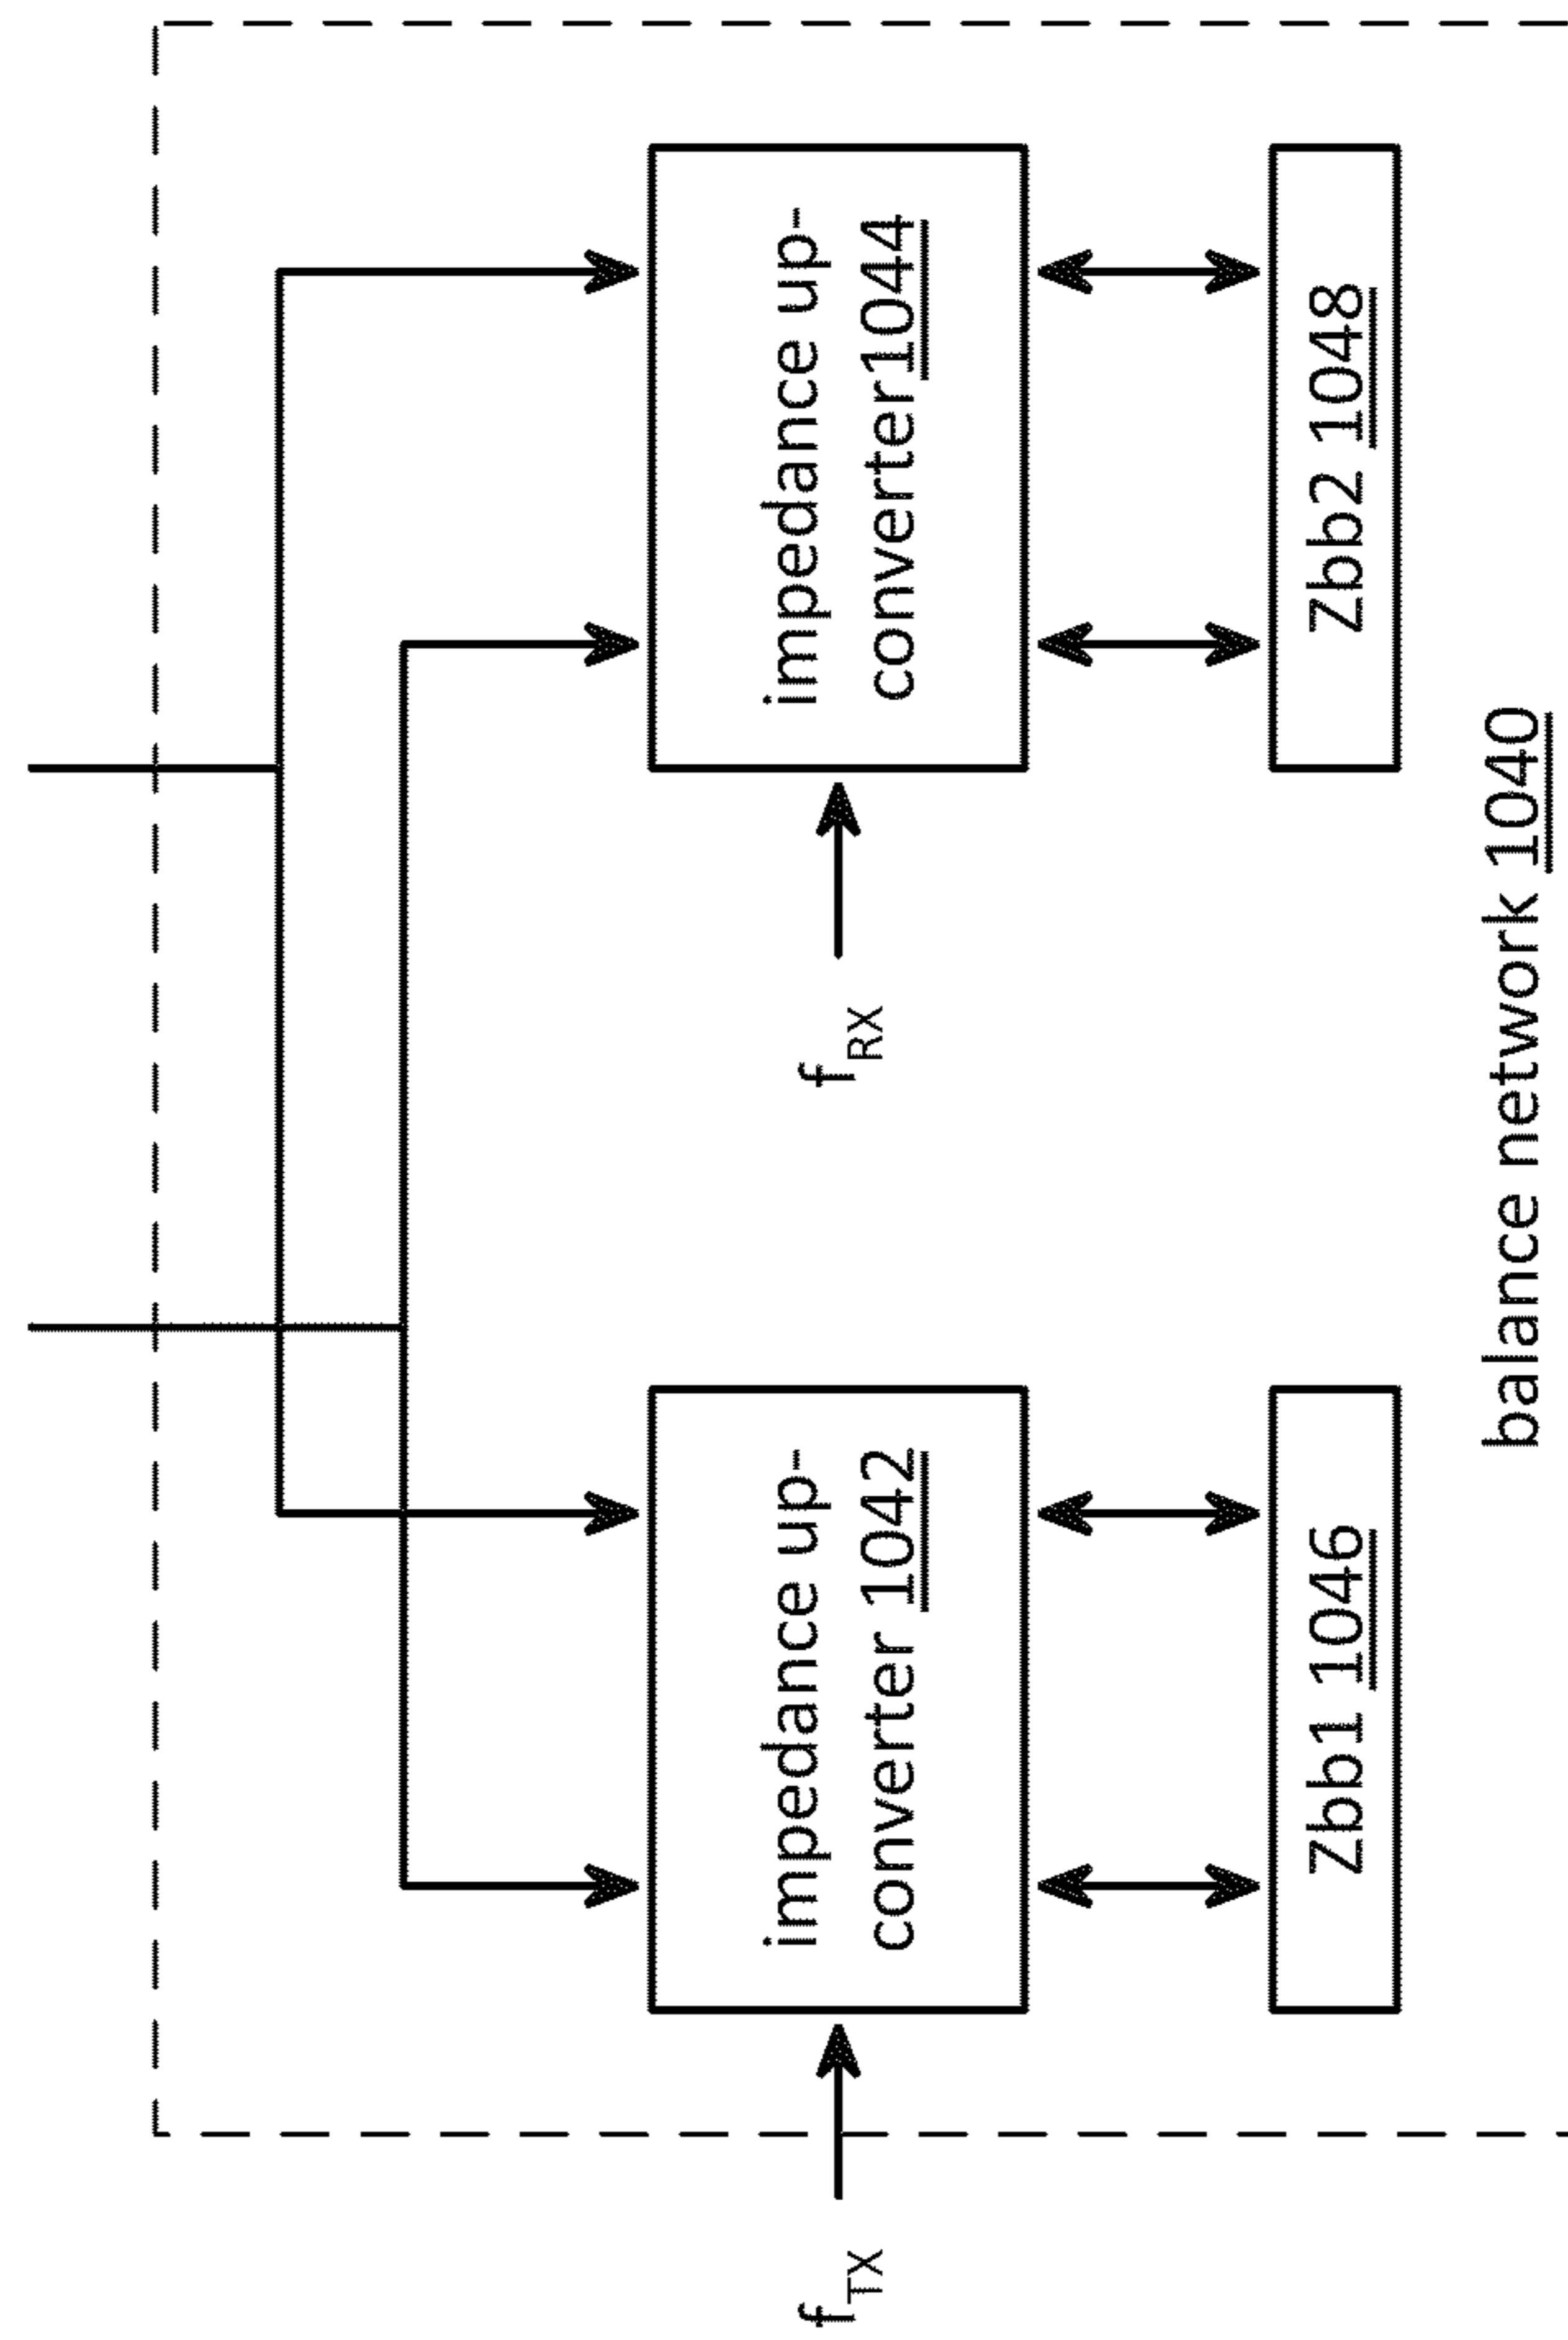 impedance up-
converter 1042
impedance up-
converter1044
fTX
fRX
Zbb1 1046
Zbb2 1048
balance network 1040